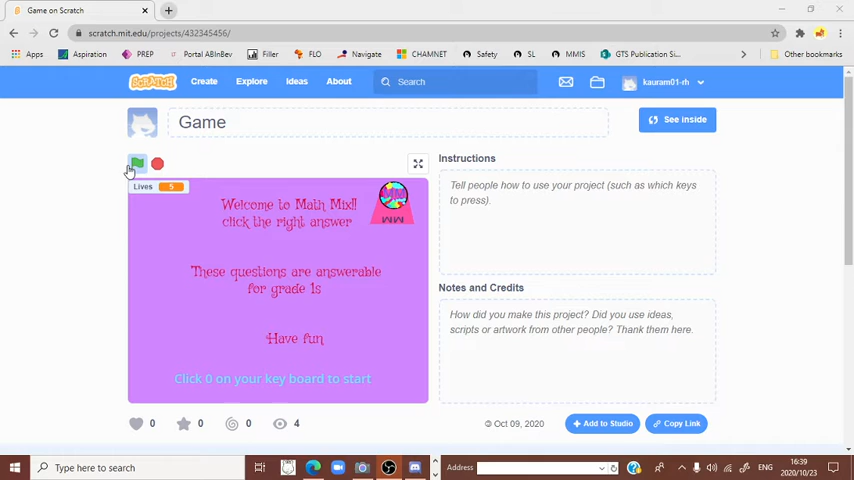 Game on Scratch
scratch.mit.edu/projects/432345456/
Apps Aspiration PREP Portal ABInBev Filler FLO Navigate CHAMNET Safety SL MMIS GTS Publication Si... Other bookmarks
SCRATCH Create Explore Ideas About Search kauram01-rh
Game
See inside
Lives 5
Welcome to Math Mix!!
click the right answer
MM
MM
These questions are answerable
for grade 1s
Have fun
Click 0 on your key board to start
Instructions
Tell people how to use your project (such as which keys
to press).
Notes and Credits
How did you make this project? Did you use ideas,
scripts or artwork from other people? Thank them here.
0 0 0 4
© Oct 09, 2020
Add to Studio
Copy Link
Type here to search
Address
ENG
16:39
2020/10/23